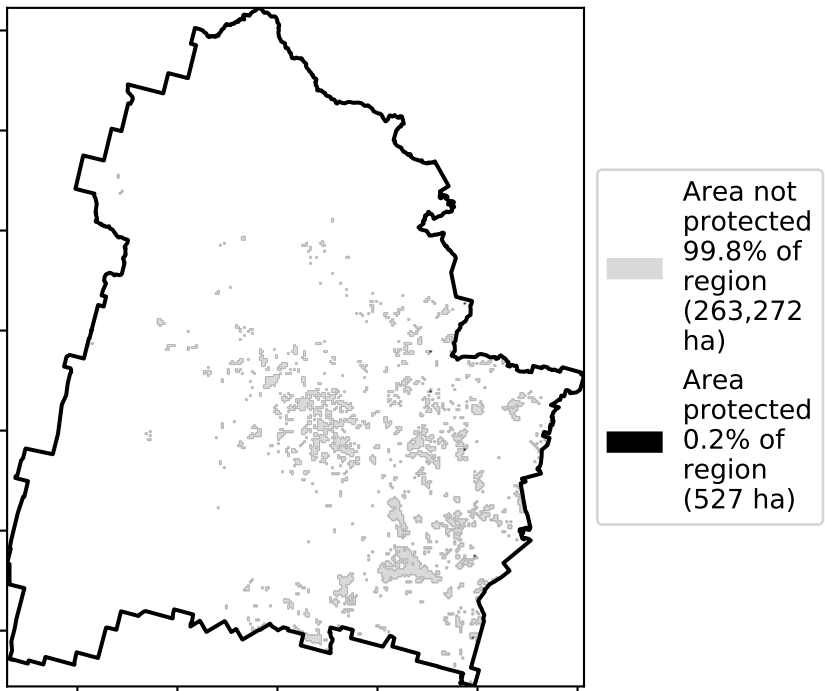 Area not
protected
99.8% of
region
(263,272
ha)
Area
protected
0.2% of
region
(527 ha)